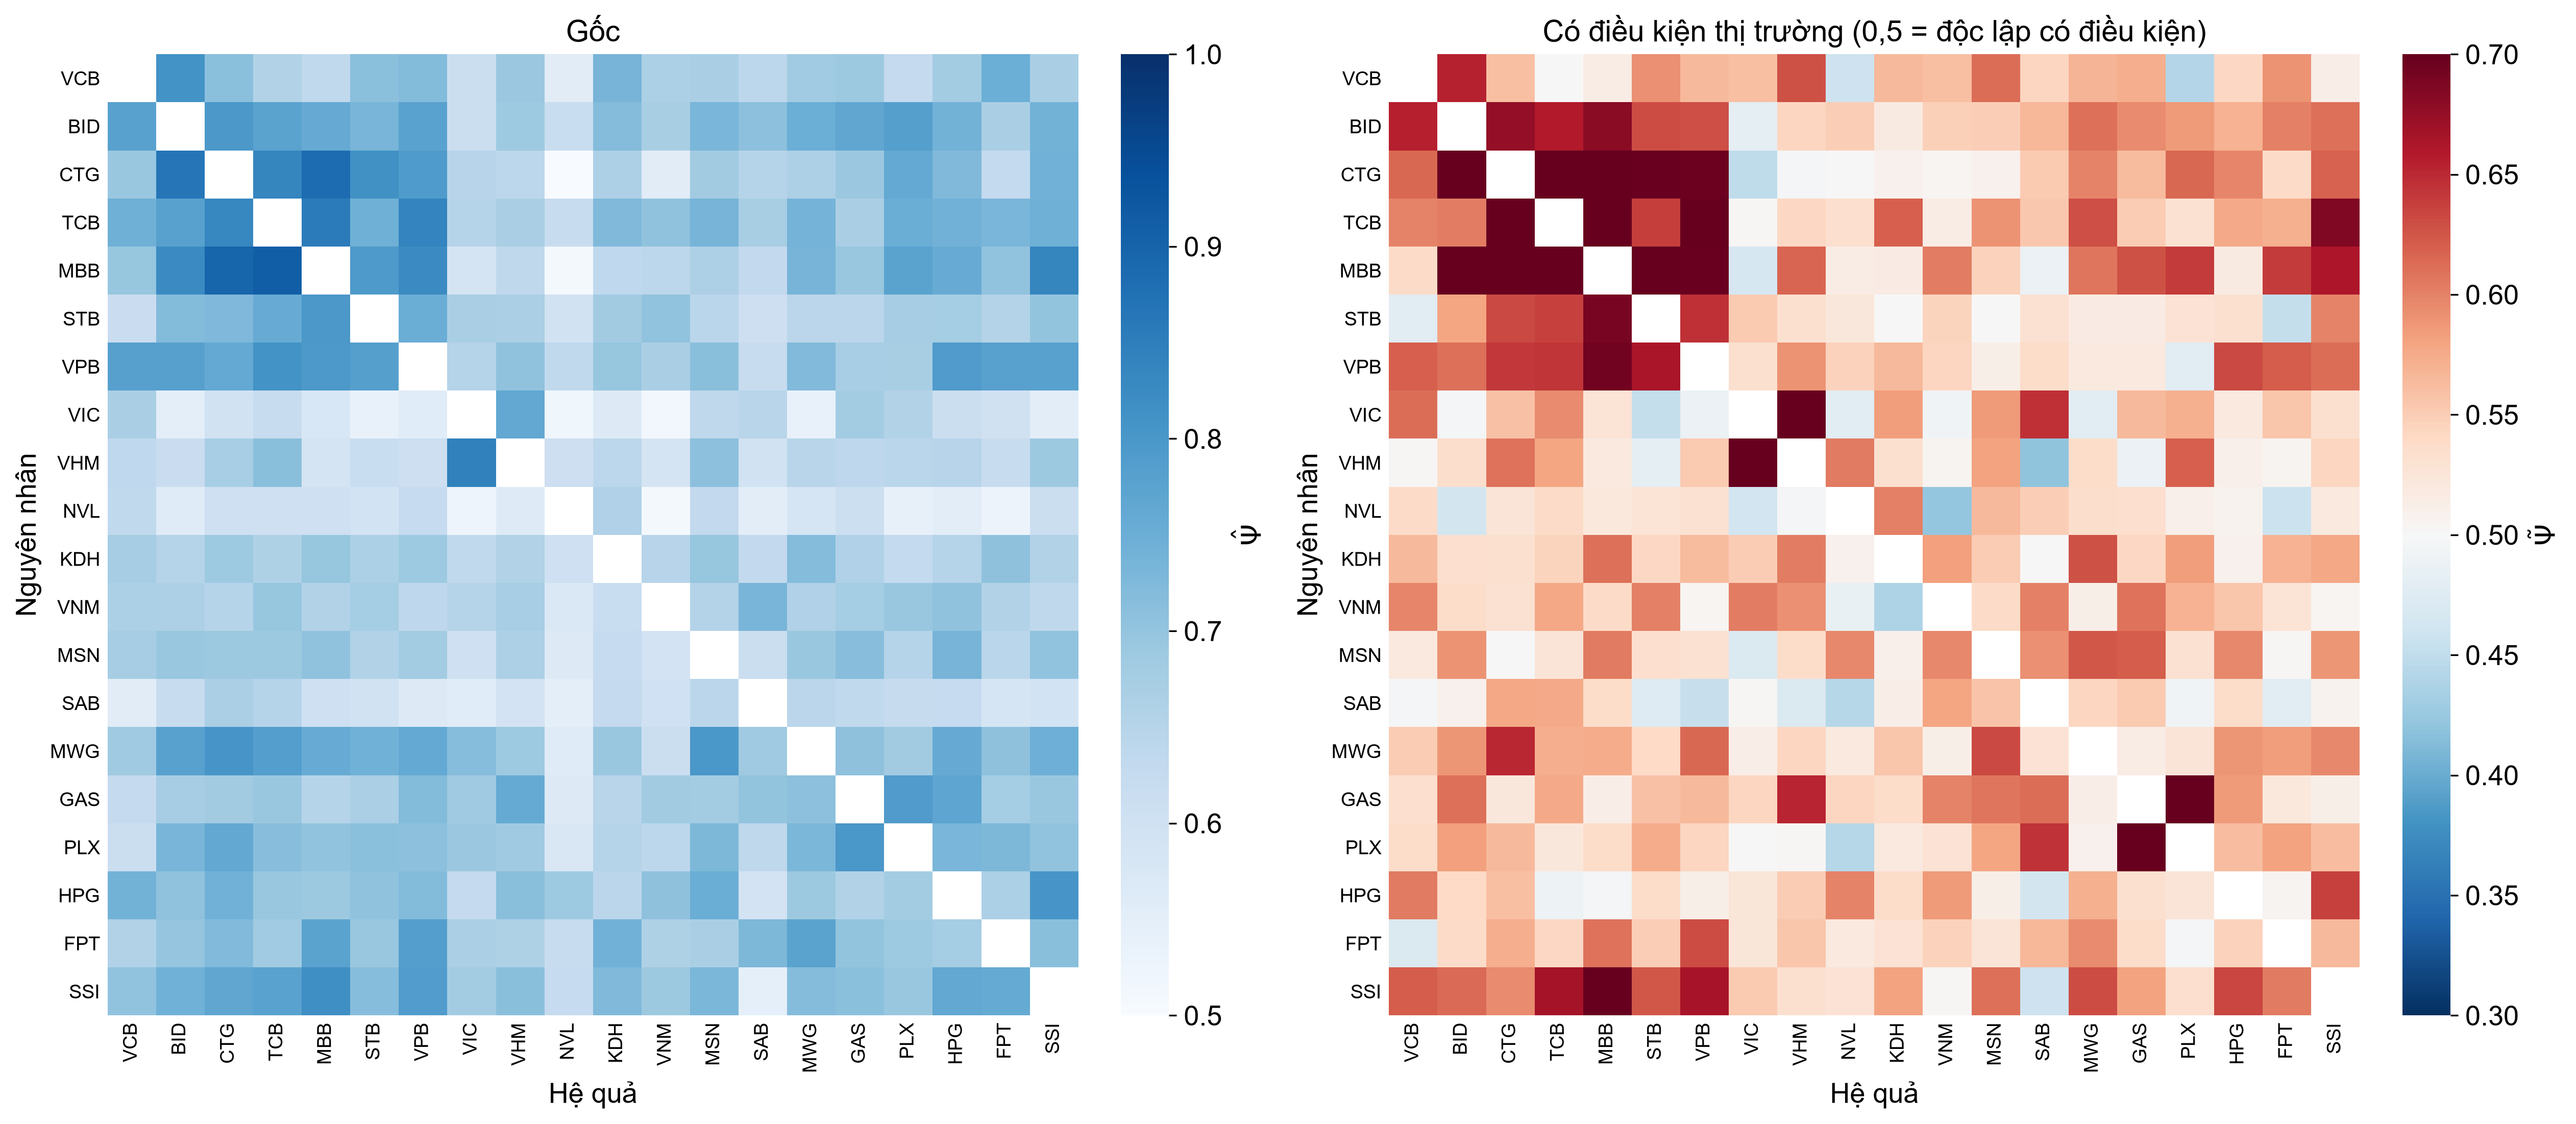 Gốc
VCB
BID
CTG
TCB
MBB
STB
VPB
VIC
VHM
NVL
KDH
VNM
MSN
SAB
MWG
GAS
PLX
HPG
FPT
SSI
Nguyên nhân
VCB BID CTG TCB MBB STB VPB VIC VHM NVL KDH VNM MSN SAB MWG GAS PLX HPG FPT SSI
Hệ quả
1.0
0.9
0.8
0.7
0.6
0.5
Ψ̂
Có điều kiện thị trường (0,5 = độc lập có điều kiện)
VCB
BID
CTG
TCB
MBB
STB
VPB
VIC
VHM
NVL
KDH
VNM
MSN
SAB
MWG
GAS
PLX
HPG
FPT
SSI
Nguyên nhân
VCB BID CTG TCB MBB STB VPB VIC VHM NVL KDH VNM MSN SAB MWG GAS PLX HPG FPT SSI
Hệ quả
0.70
0.65
0.60
0.55
0.50
0.45
0.40
0.35
0.30
Ψ̃